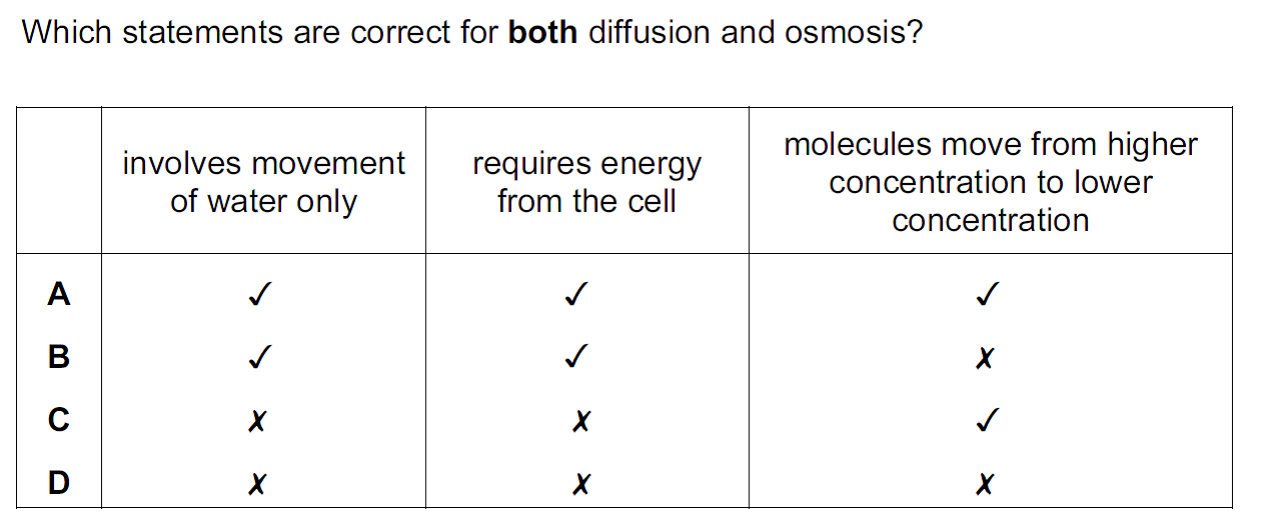 Which statements are correct for both diffusion and osmosis?
involves movement
of water only
requires energy
from the cell
molecules move from higher
concentration to lower
concentration
A ✓ ✓ ✓
B ✓ ✓ ✗
C ✗ ✗ ✓
D ✗ ✗ ✗